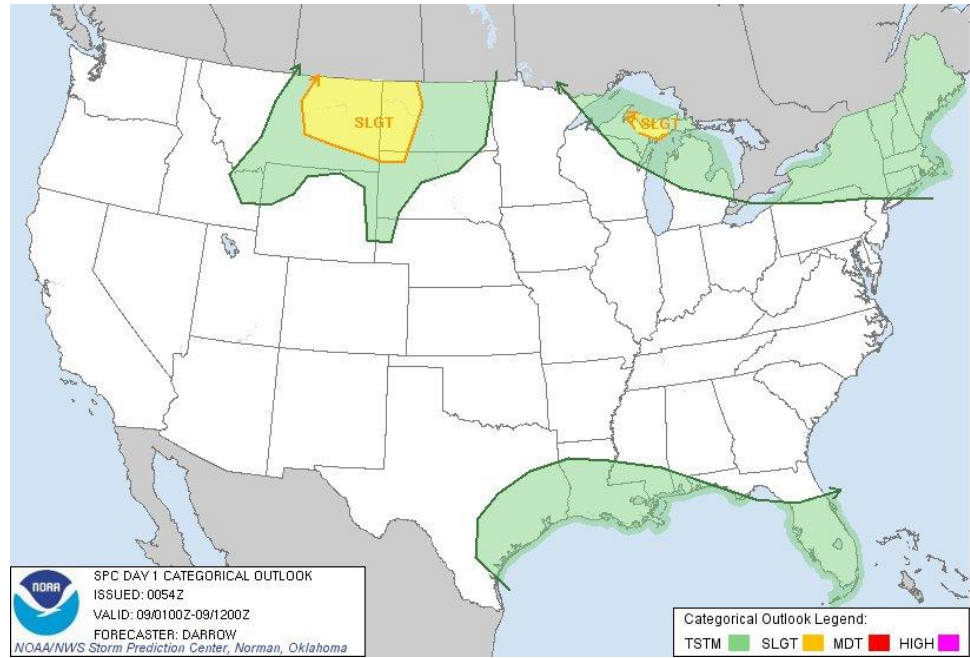 SLGT
SLGT
NOAA
SPC DAY 1 CATEGORICAL OUTLOOK
ISSUED: 0054Z
VALID: 09/0100Z-09/1200Z
FORECASTER: DARROW
NOAA/NWS Storm Prediction Center, Norman, Oklahoma
Categorical Outlook Legend:
TSTM SLGT MDT HIGH